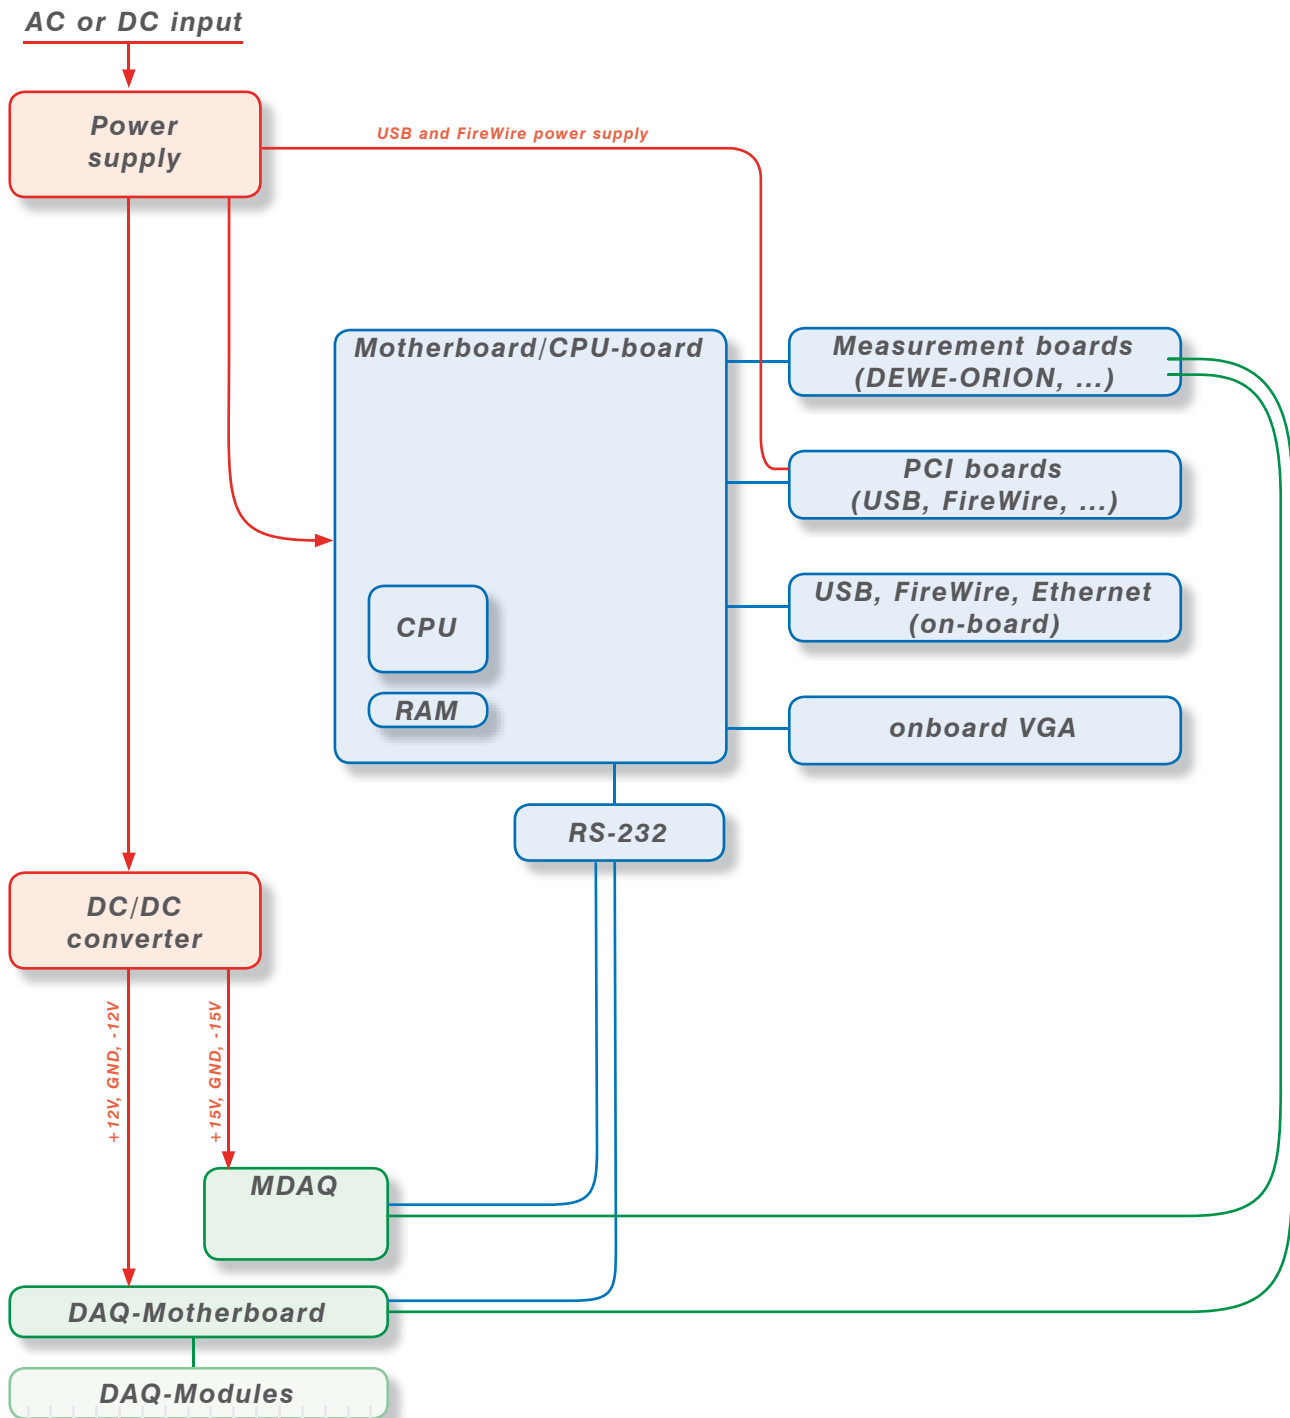 AC or DC input
Power
supply
USB and FireWire power supply
Motherboard/CPU-board
Measurement boards
(DEWE-ORION, ...)
PCI boards
(USB, FireWire, ...)
USB, FireWire, Ethernet
(on-board)
CPU
RAM
onboard VGA
RS-232
DC/DC
converter
+12V, GND, -12V
+15V, GND, -15V
MDAQ
DAQ-Motherboard
DAQ-Modules